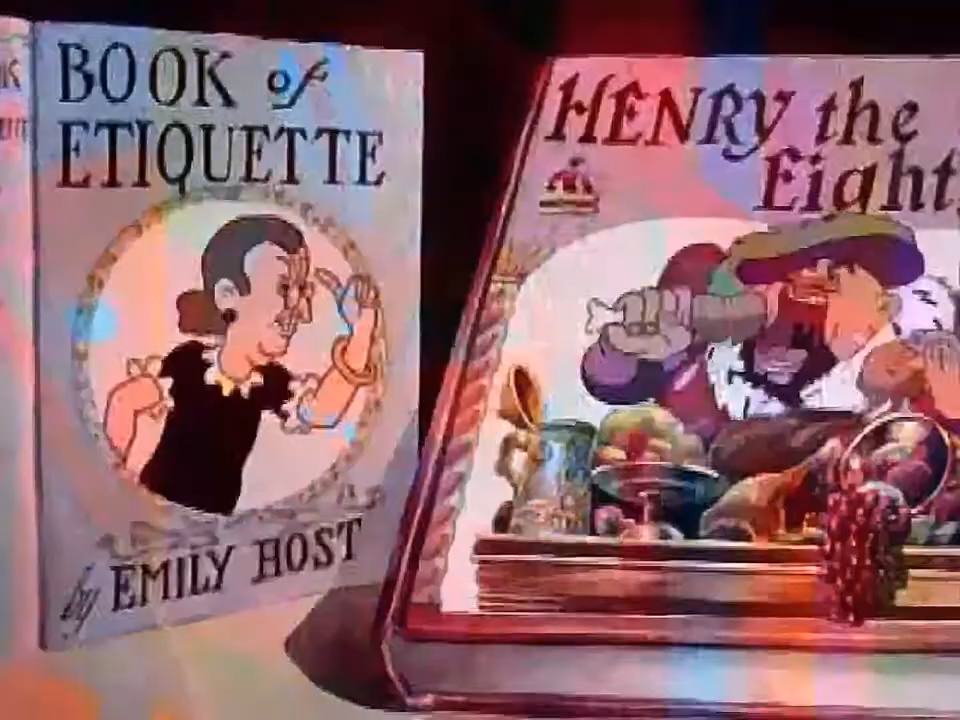 BOOK of
ETIQUETTE
by EMILY HOST
HENRY the
Eight